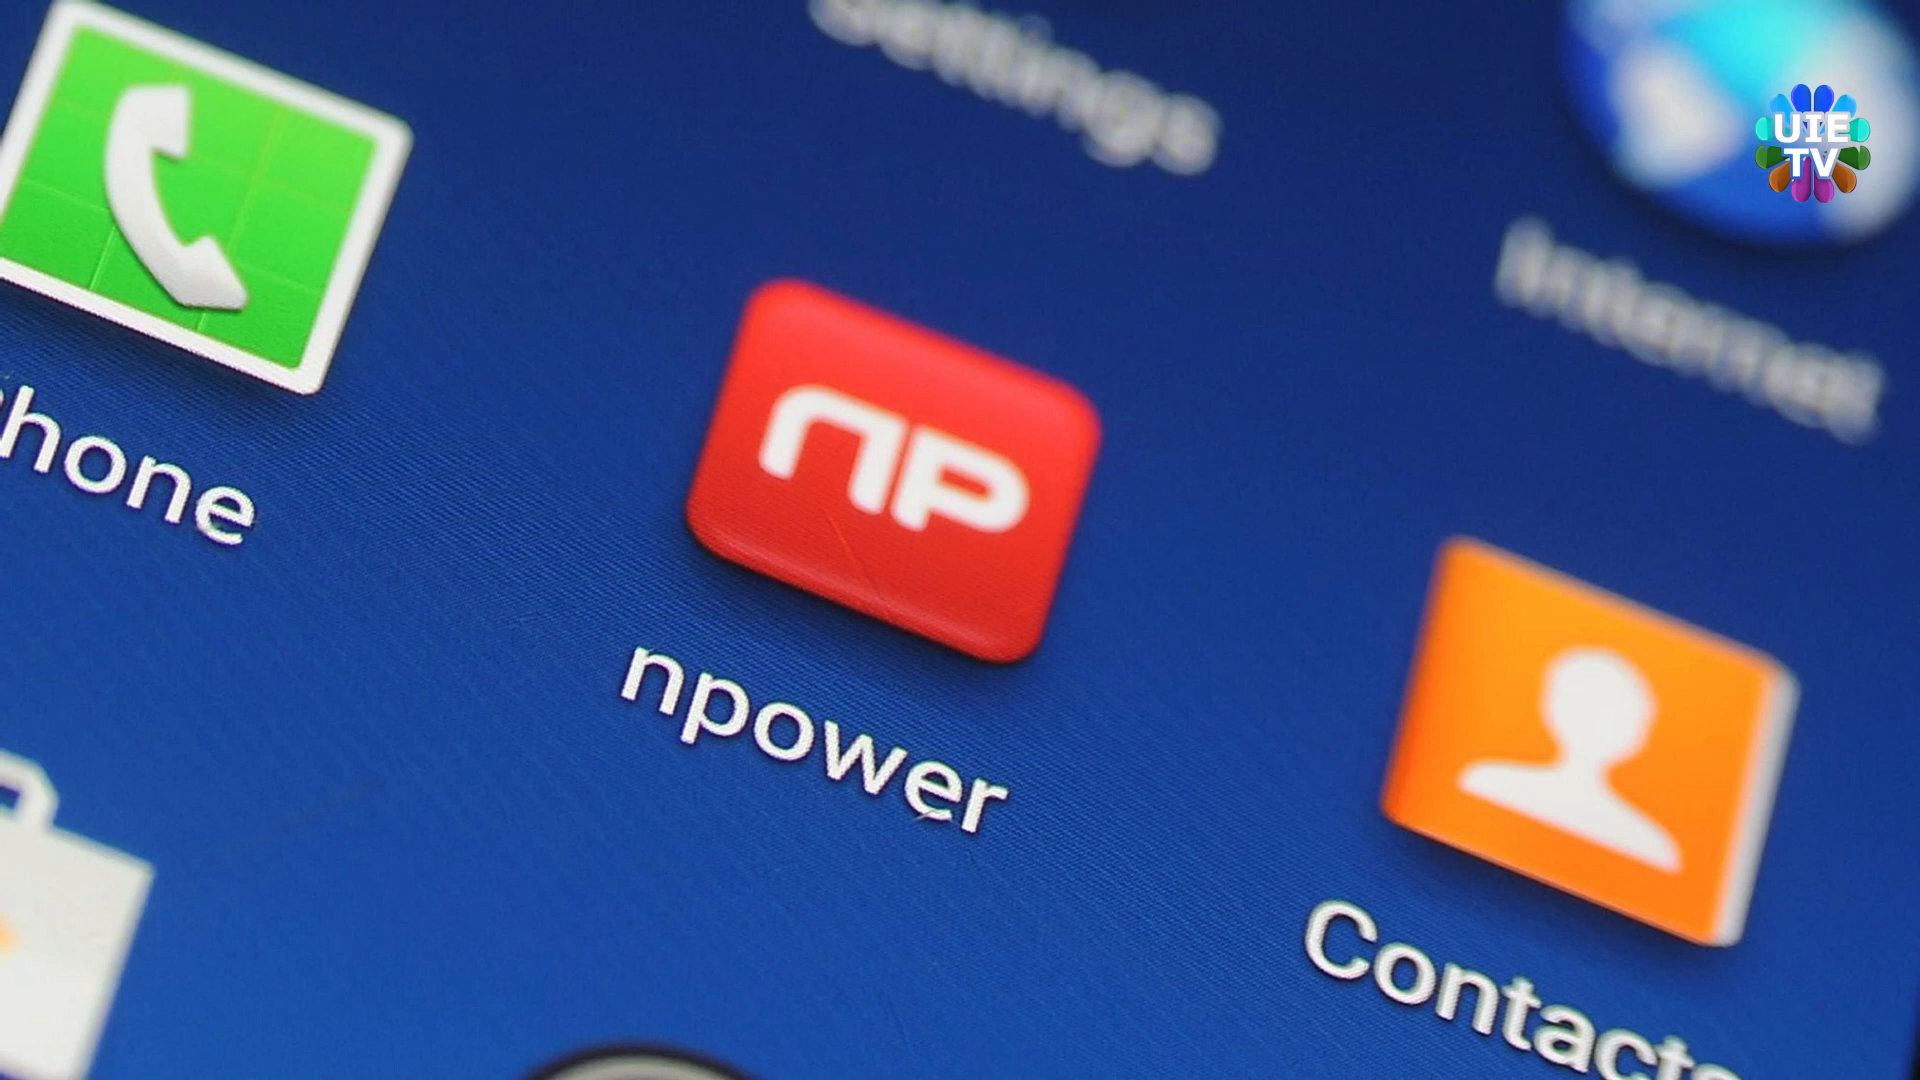 Settings
UIE
TV
Internet
hone
np
npower
Contacts